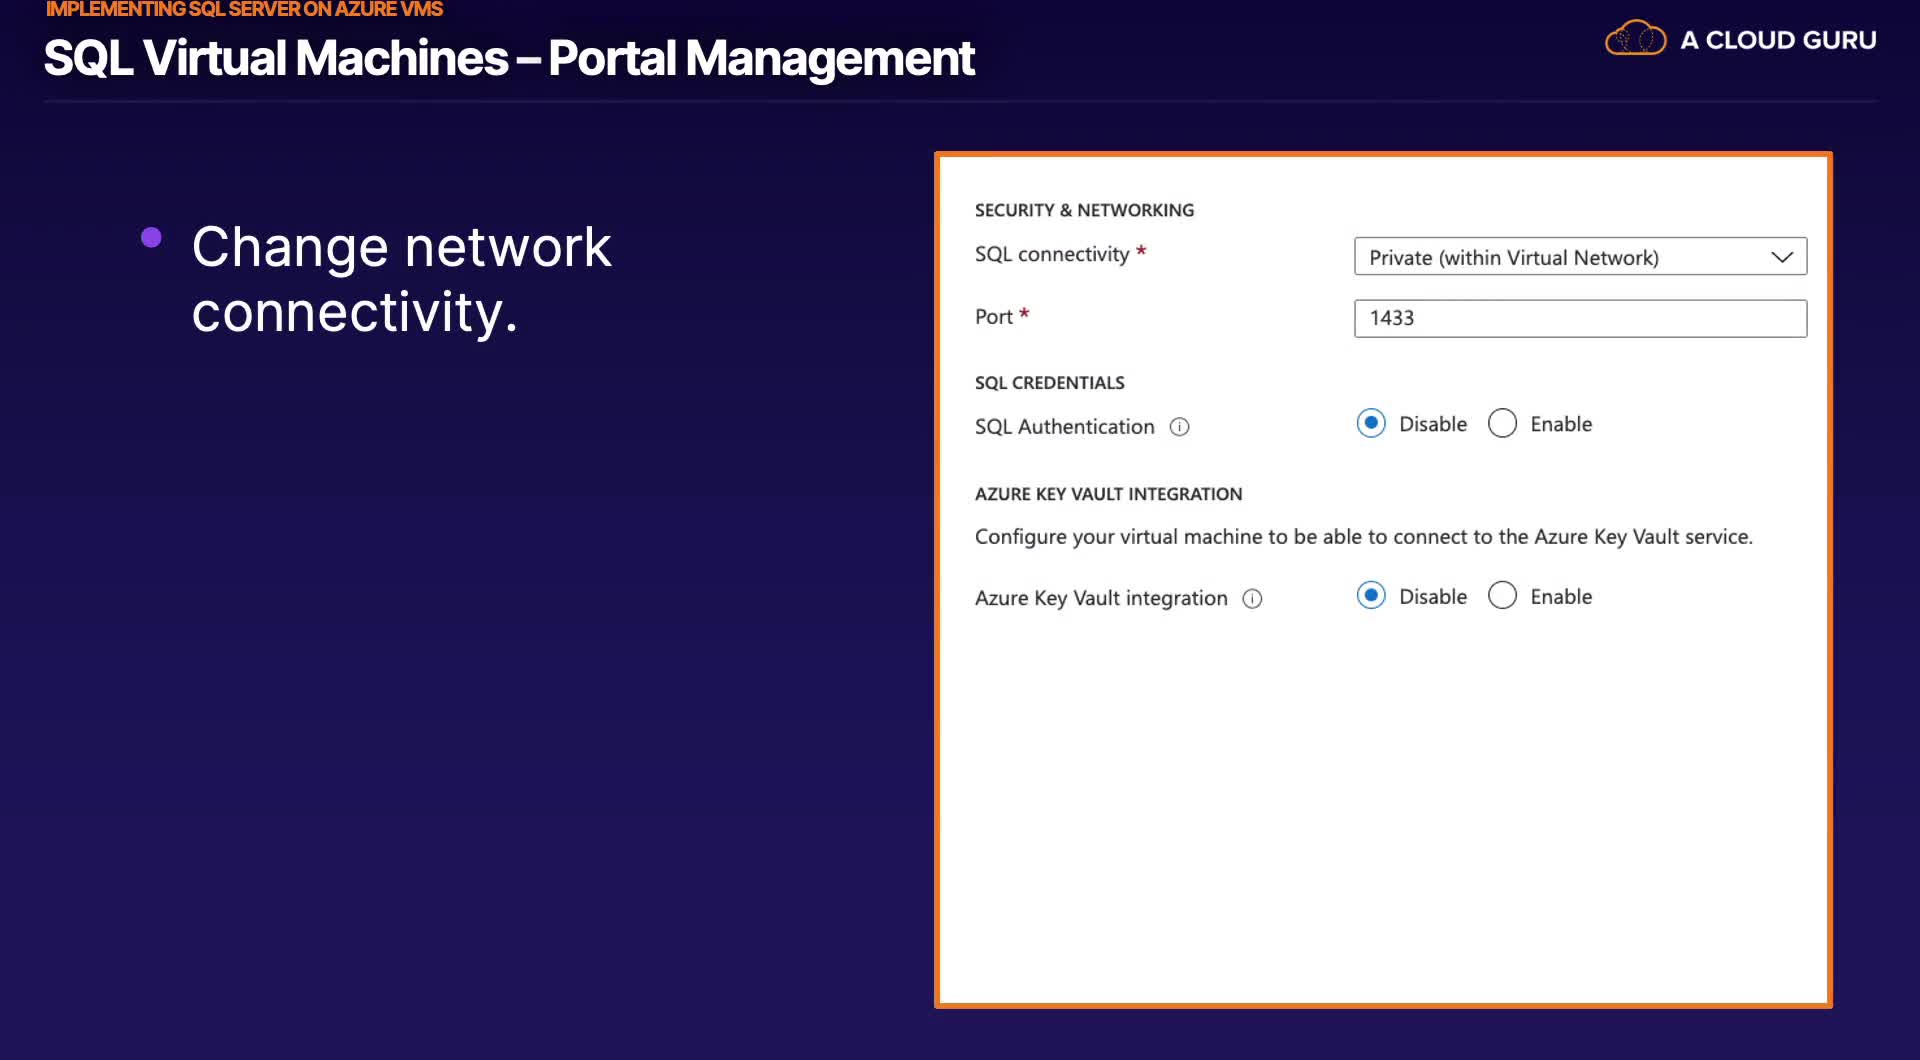 IMPLEMENTING SQL SERVER ON AZURE VMS
SQL Virtual Machines – Portal Management
A CLOUD GURU
Change network
connectivity.
SECURITY & NETWORKING
SQL connectivity *
Private (within Virtual Network)
Port *
1433
SQL CREDENTIALS
SQL Authentication
Disable
Enable
AZURE KEY VAULT INTEGRATION
Configure your virtual machine to be able to connect to the Azure Key Vault service.
Azure Key Vault integration
Disable
Enable